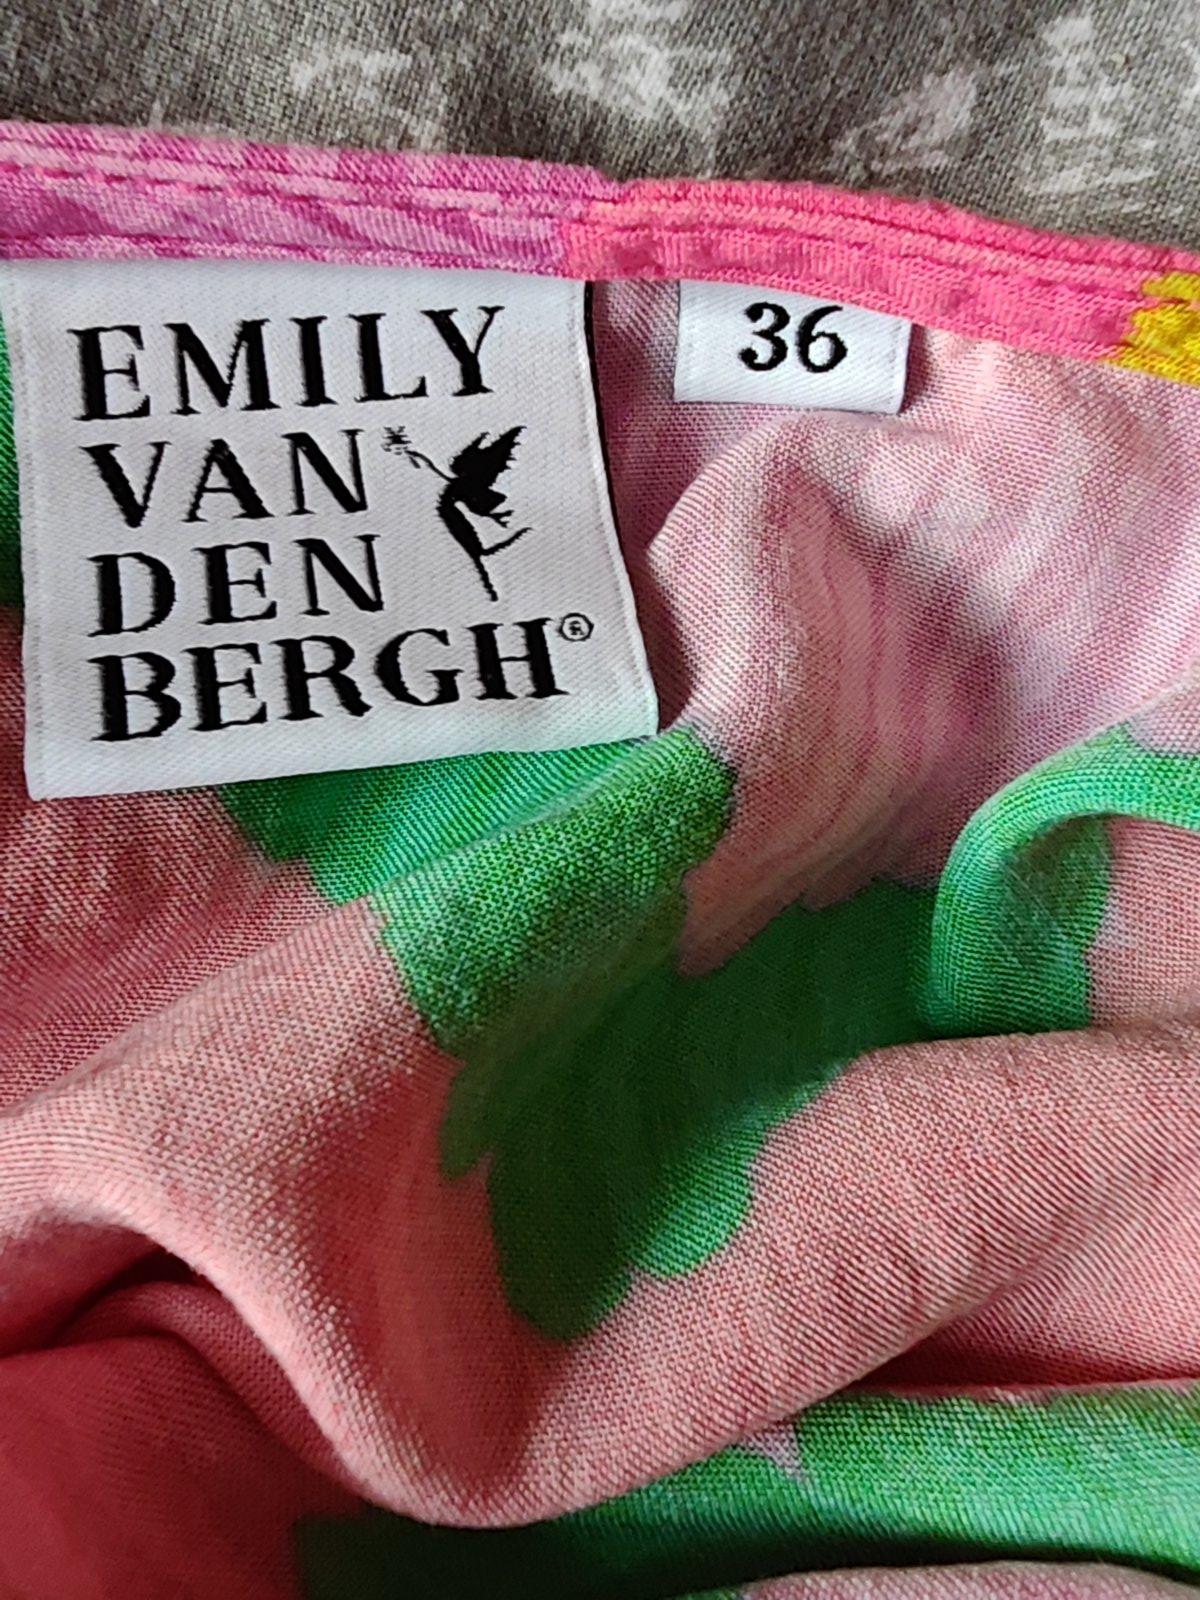 EMILY
VAN
DEN
BERGH®
36